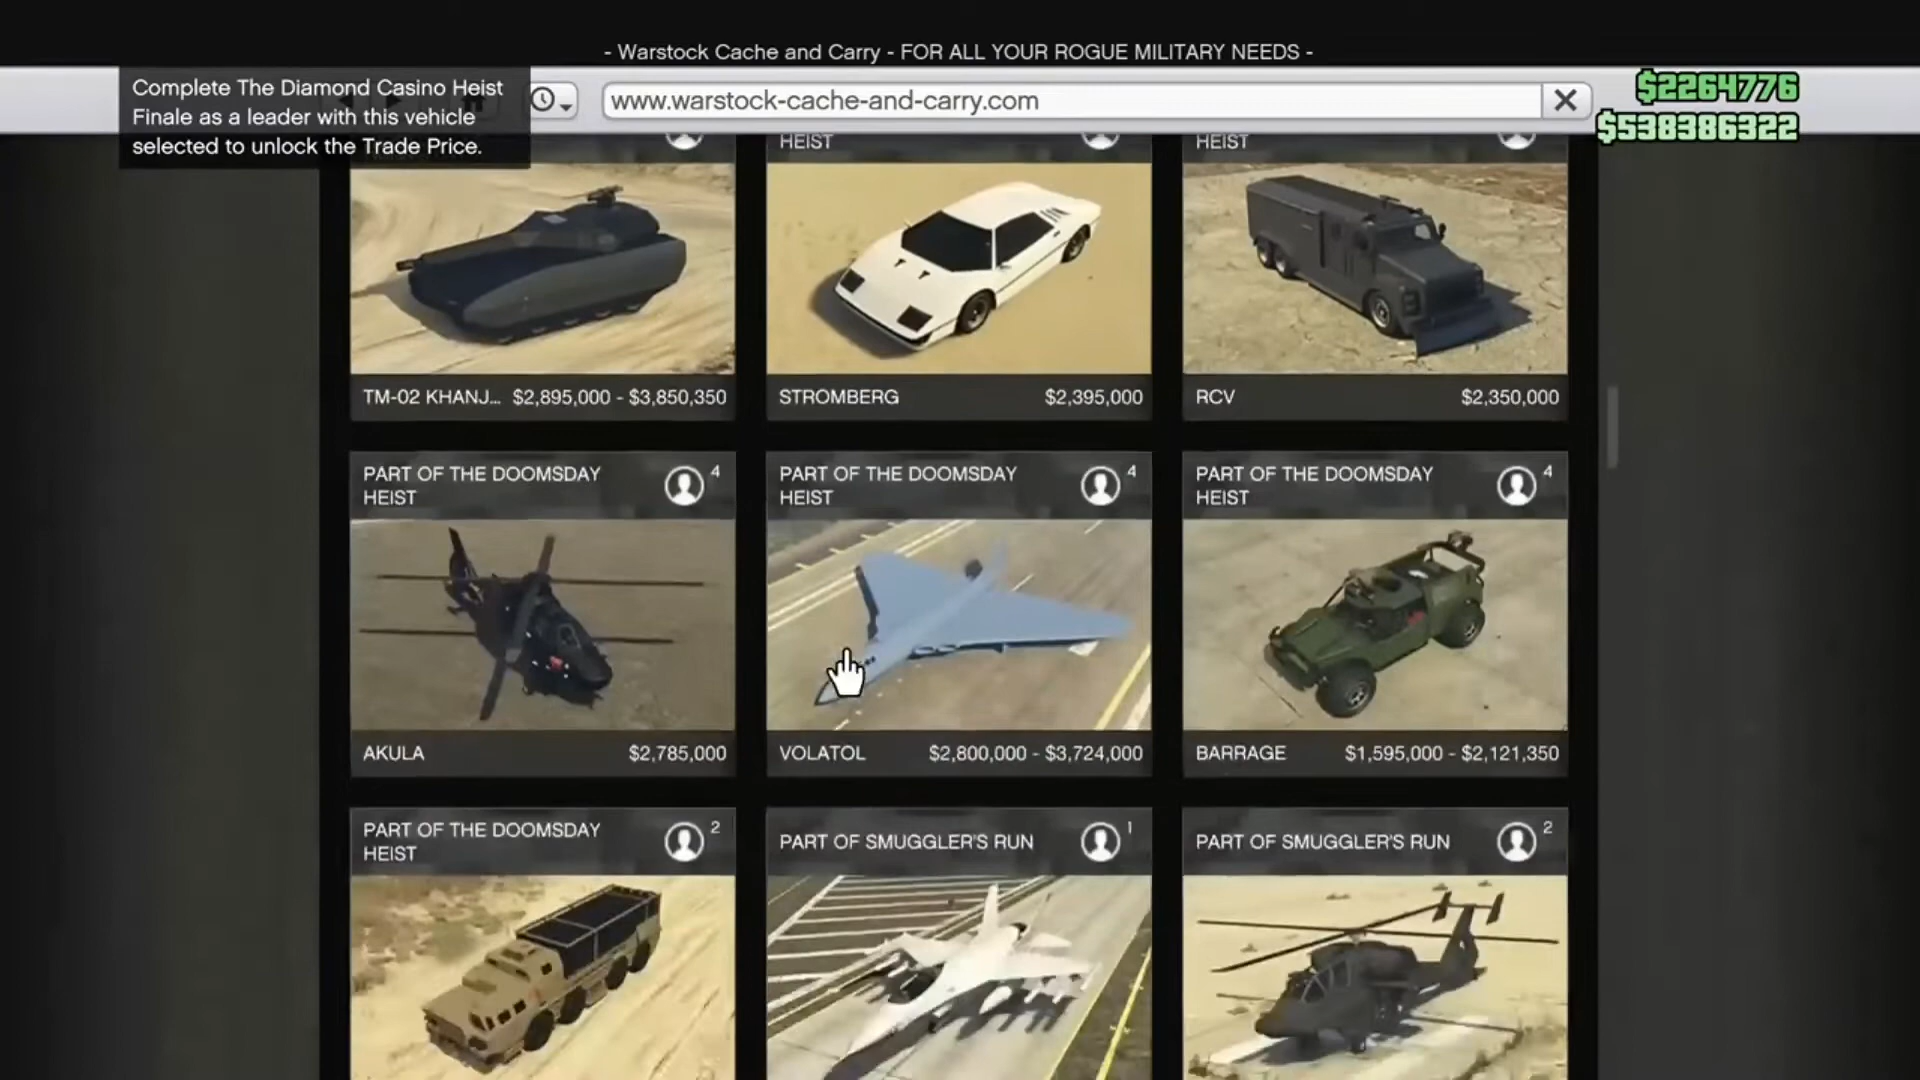 - Warstock Cache and Carry - FOR ALL YOUR ROGUE MILITARY NEEDS -
Complete The Diamond Casino Heist
Finale as a leader with this vehicle
selected to unlock the Trade Price.
www.warstock-cache-and-carry.com
$2264776
$538386322
HEIST
HEIST
TM-02 KHANJ... $2,895,000 - $3,850,350
STROMBERG $2,395,000
RCV $2,350,000
PART OF THE DOOMSDAY
HEIST
4
PART OF THE DOOMSDAY
HEIST
4
PART OF THE DOOMSDAY
HEIST
4
AKULA $2,785,000
VOLATOL $2,800,000 - $3,724,000
BARRAGE $1,595,000 - $2,121,350
PART OF THE DOOMSDAY
HEIST
2
PART OF SMUGGLER'S RUN
1
PART OF SMUGGLER'S RUN
2